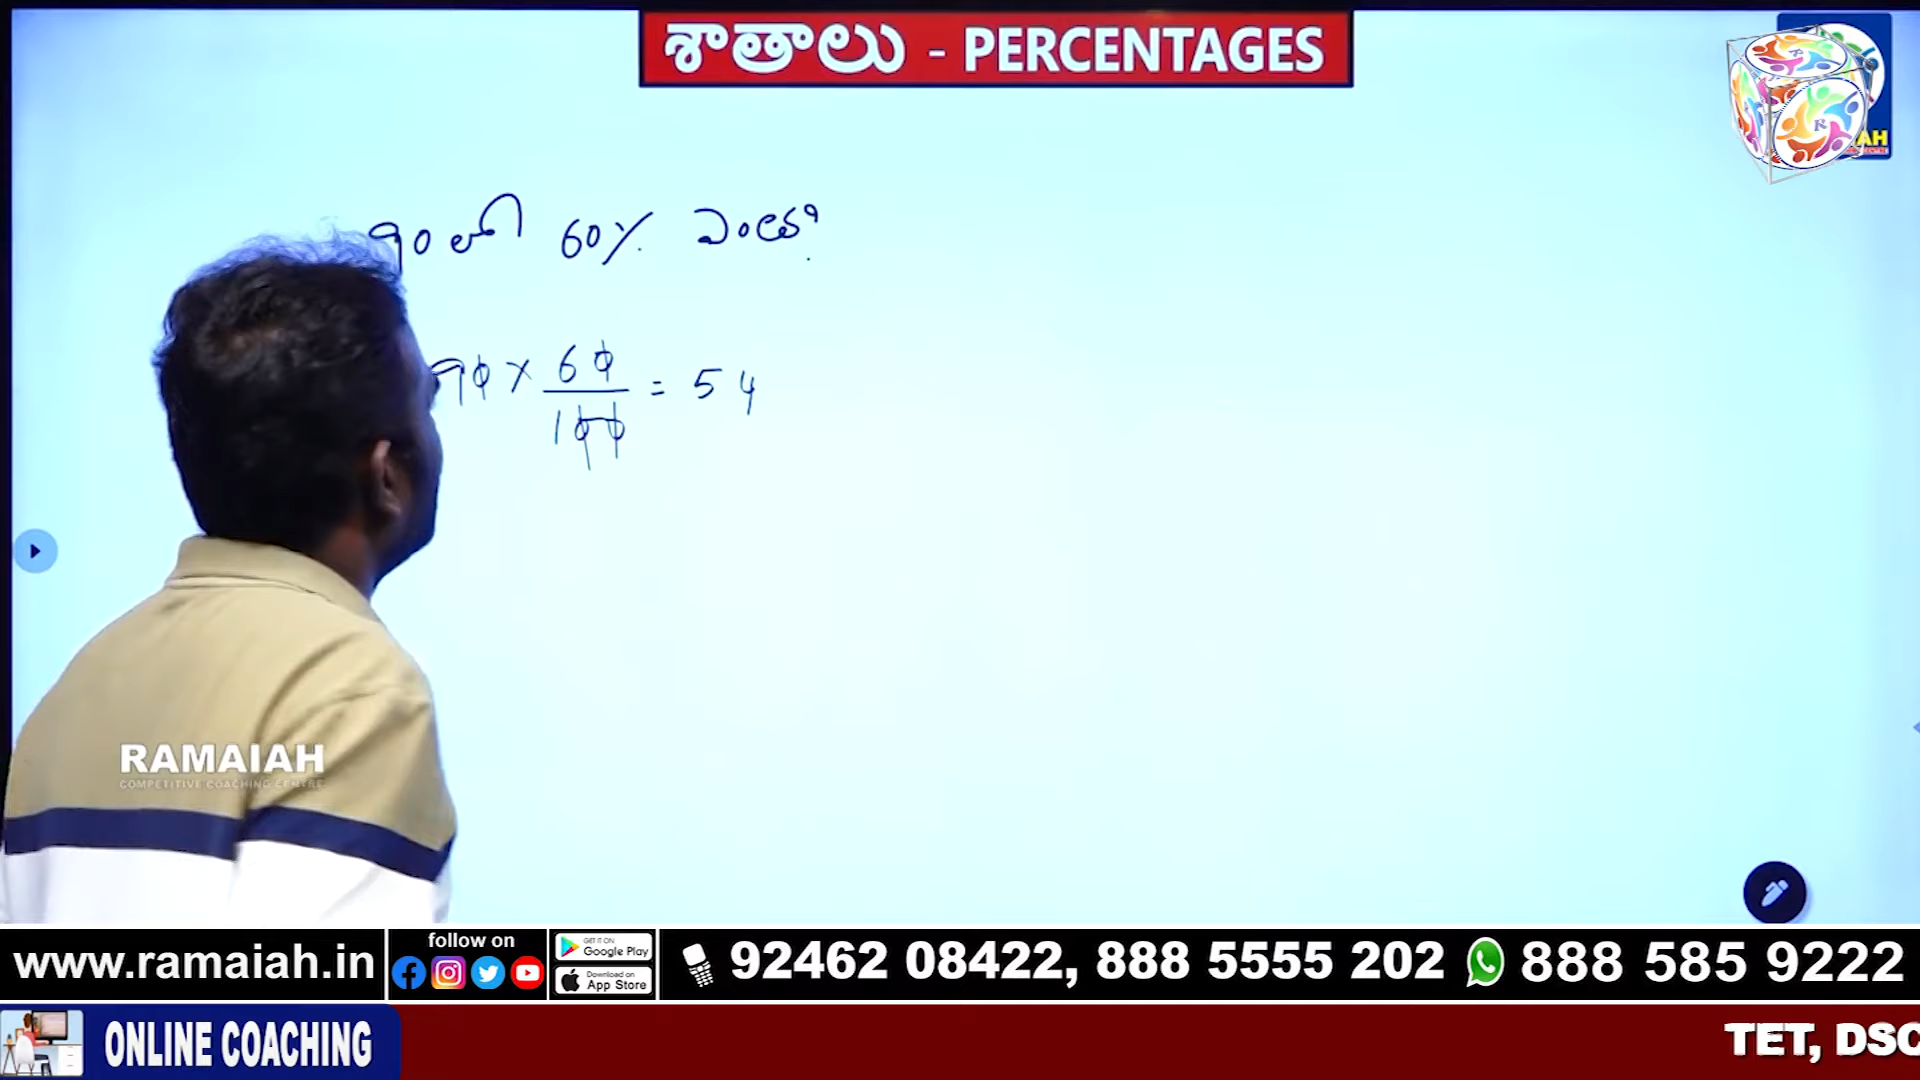 శాతాలు - PERCENTAGES
90 లో 60% ఎంత?
90 × 60/100 = 54
RAMAIAH
COMPETITIVE COACHING CENTRE
www.ramaiah.in
follow on
GET IT ON
Google Play
Download on
App Store
92462 08422, 888 5555 202
888 585 9222
ONLINE COACHING
TET, DSC